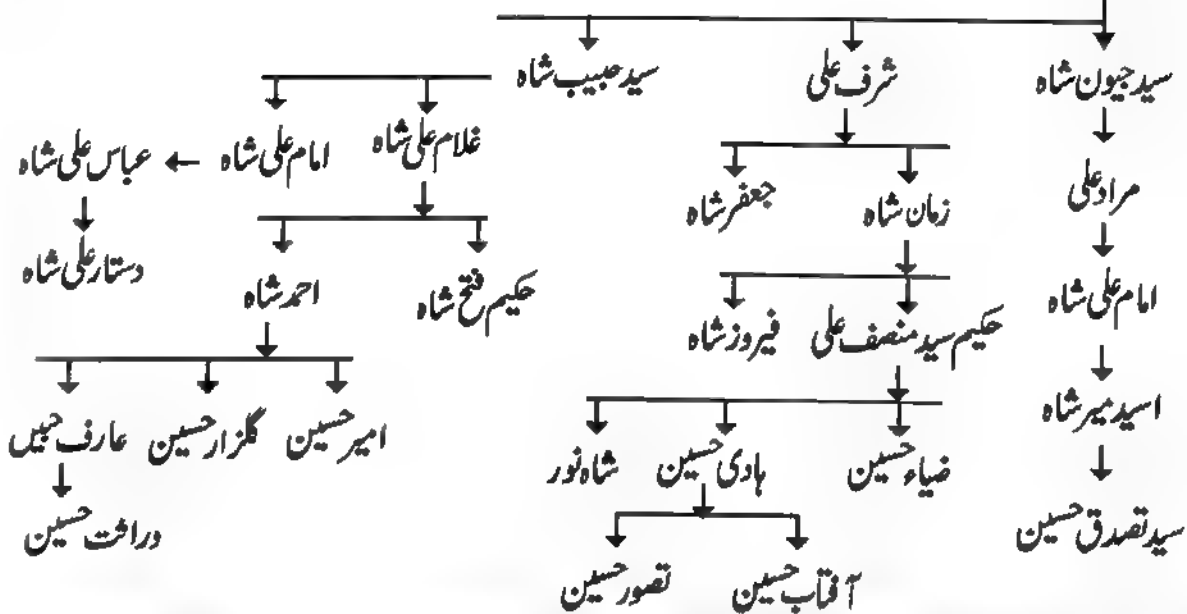 سید جیون شاہ
شرف علی
سید حبیب شاہ
مراد علی
زمان شاہ
جعفر شاہ
غلام علی شاہ
امام علی شاہ ← عباس علی شاہ
امام علی شاہ
حکیم سید منصف علی
فیروز شاہ
حکیم فتح شاہ
احمد شاہ
دستار علی شاہ
اسید میر شاہ
ضیاء حسین
ہادی حسین
شاہ نور
امیر حسین
گلزار حسین
عارف حبیں
سید تصدق حسین
آفتاب حسین
تصور حسین
دراثت حسین